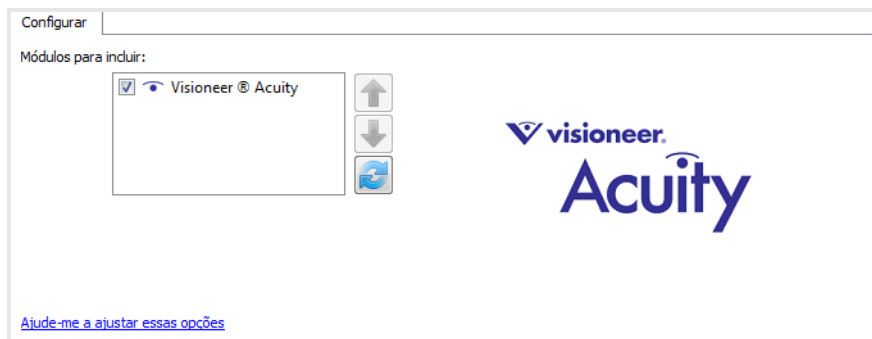 Configurar
Módulos para incluir:
Visioneer ® Acuity
visioneer.
Acuity
Ajude-me a ajustar essas opções